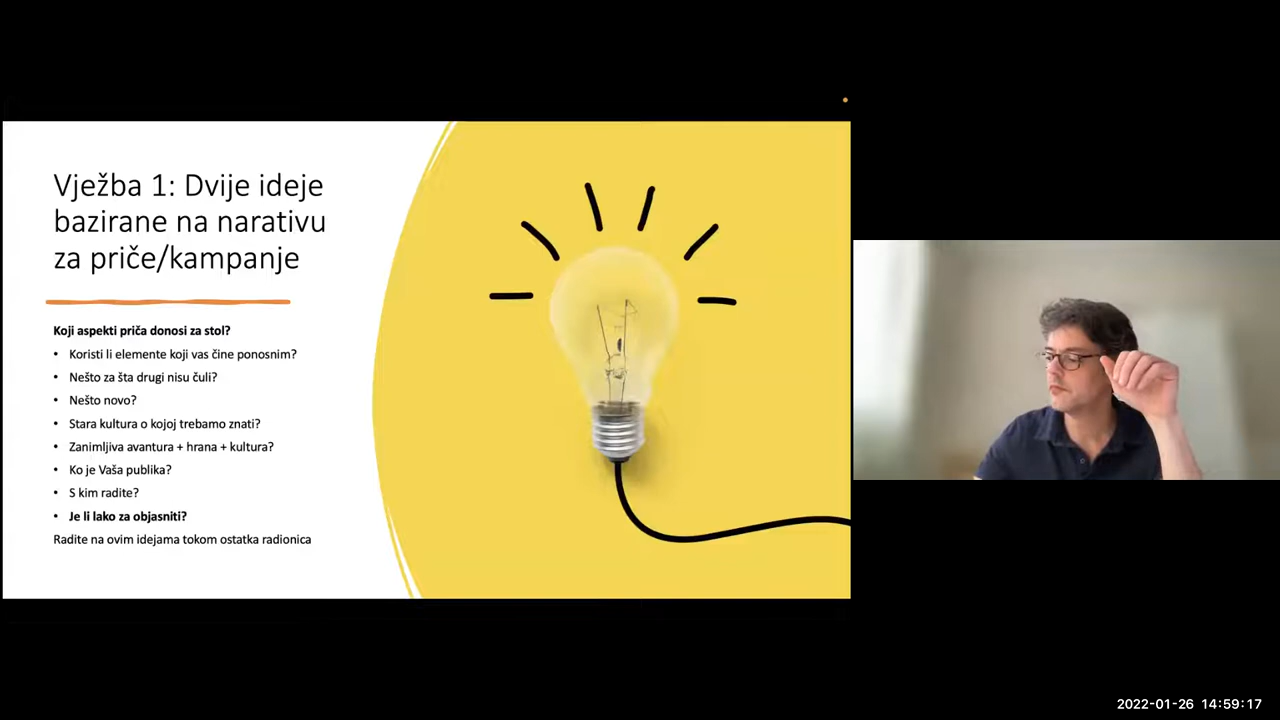 Vježba 1: Dvije ideje
bazirane na narativu
za priče/kampanje
Koji aspekti priča donosi za stol?
• Koristi li elemente koji vas čine ponosnim?
• Nešto za šta drugi nisu čuli?
• Nešto novo?
• Stara kultura o kojoj trebamo znati?
• Zanimljiva avantura + hrana + kultura?
• Ko je Vaša publika?
• S kim radite?
• Je li lako za objasniti?
Radite na ovim idejama tokom ostatka radionica
2022-01-26 14:59:17